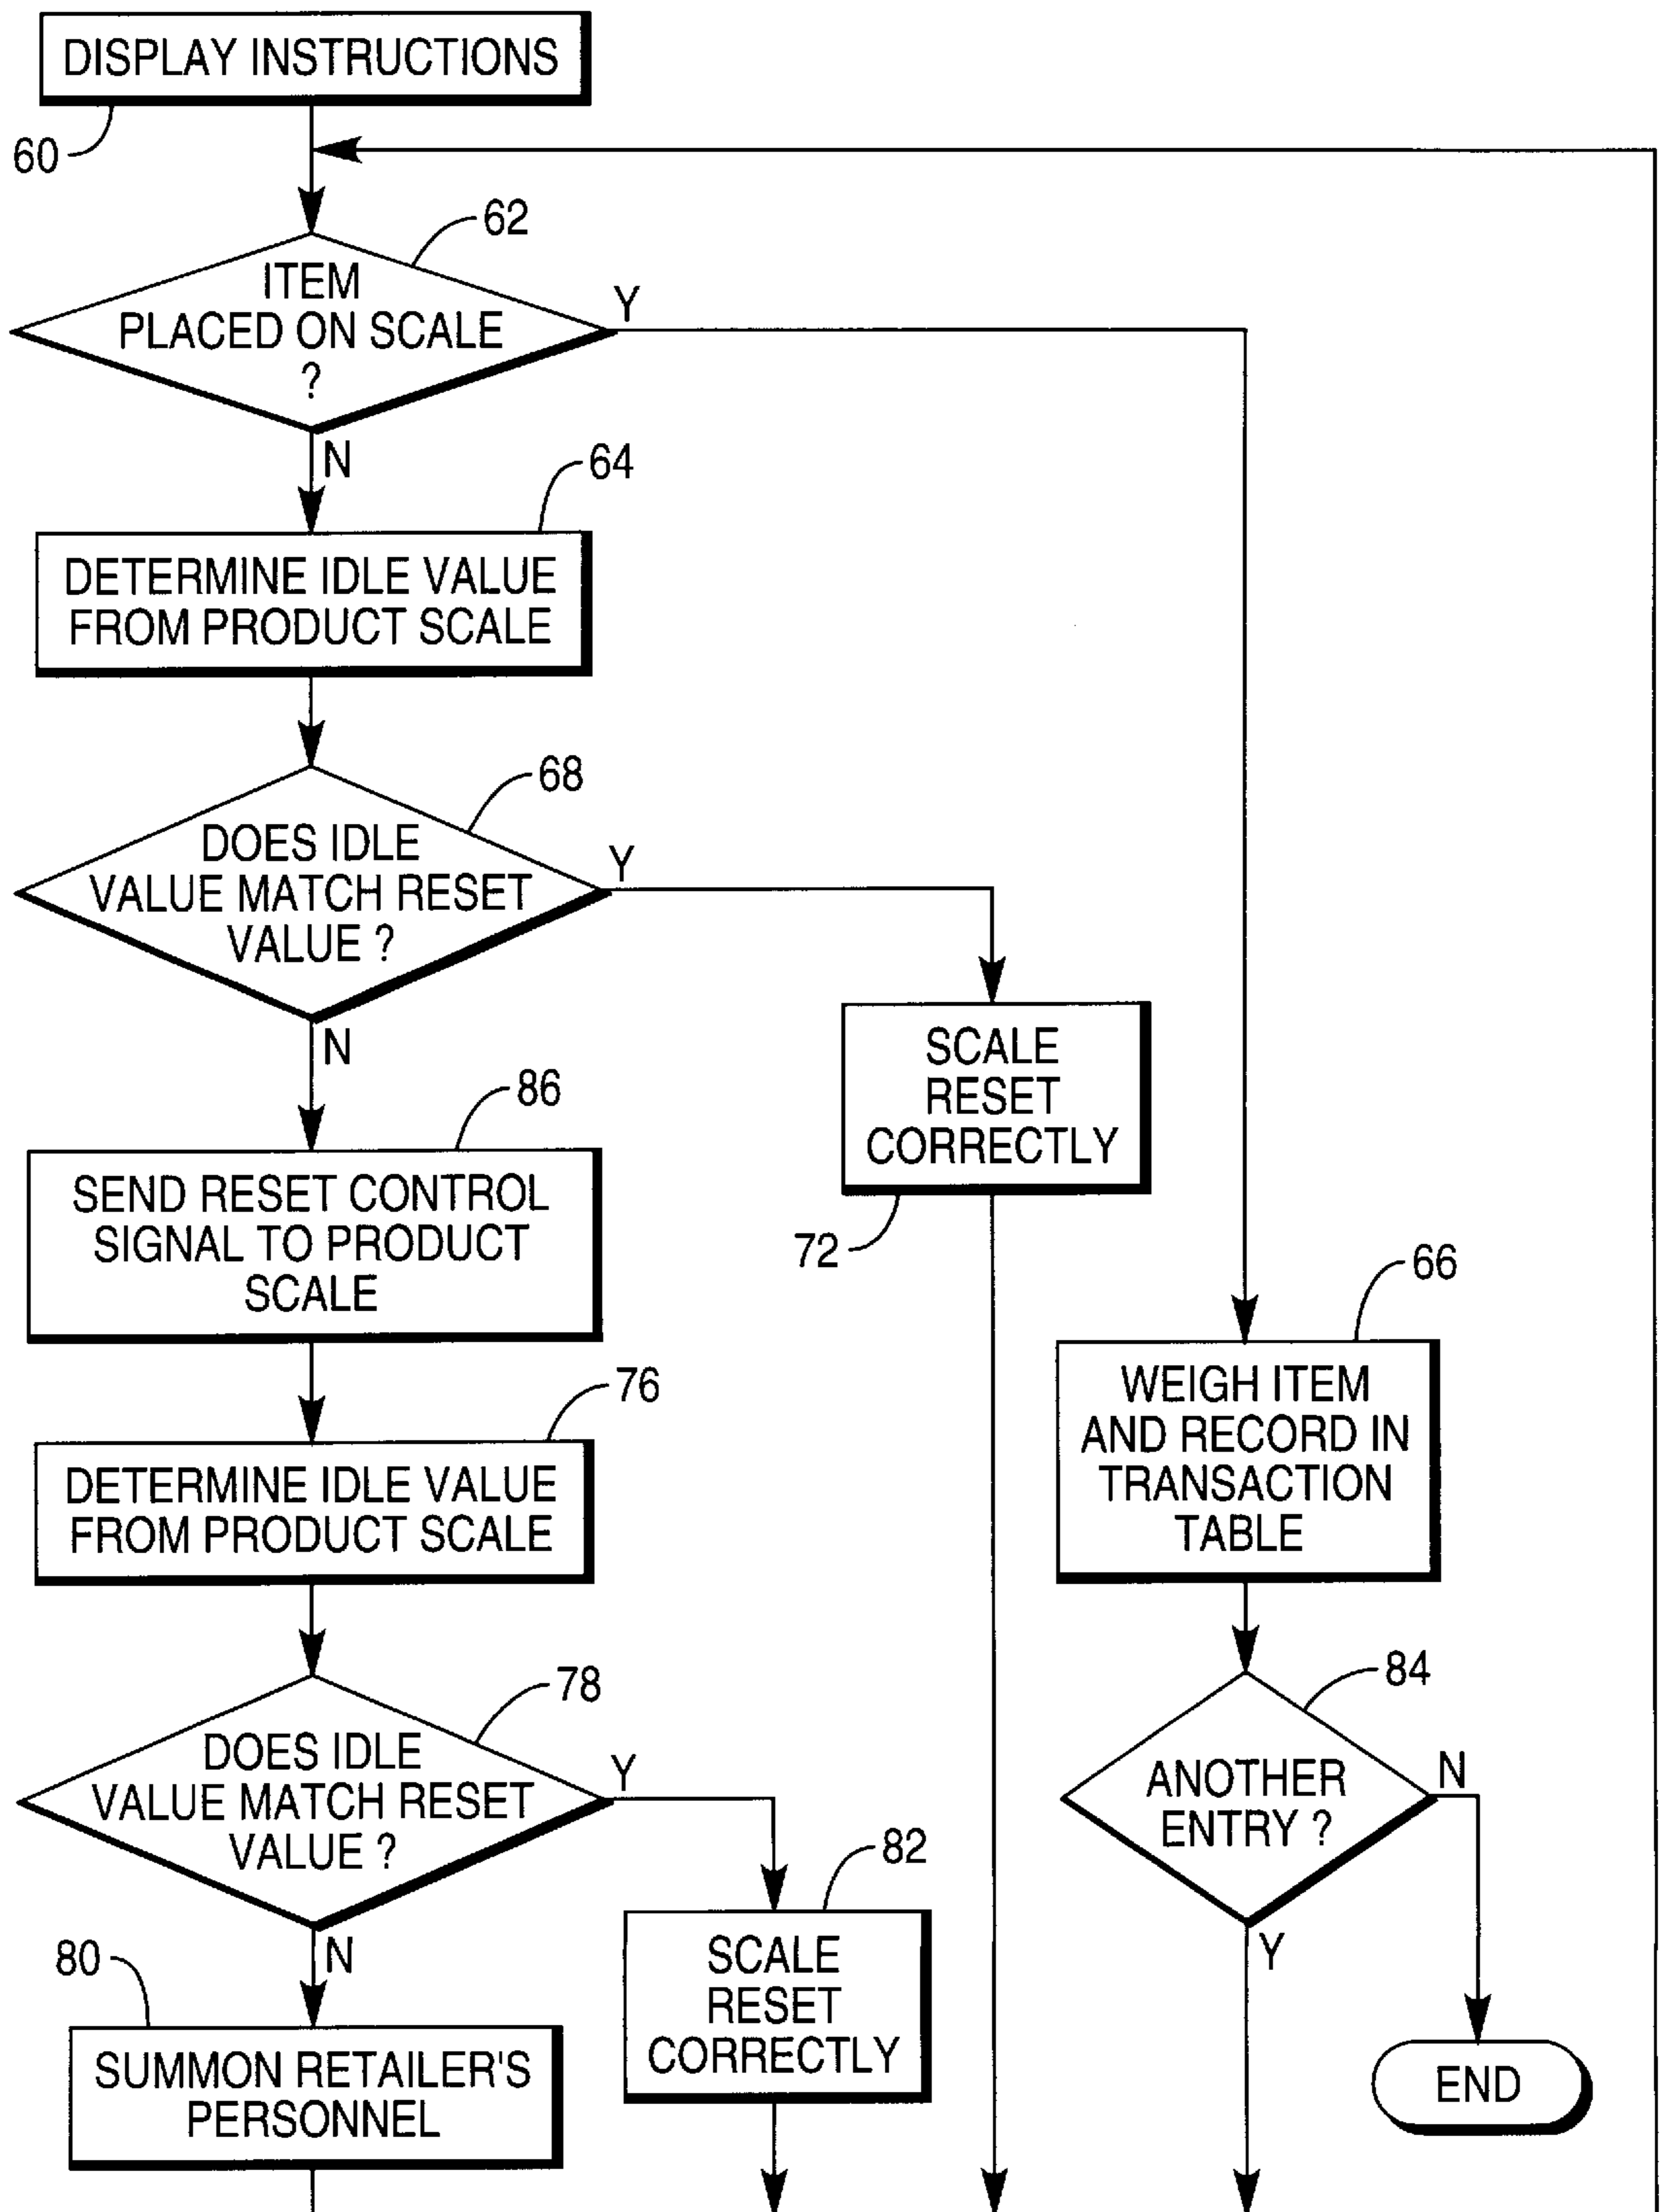 DISPLAY INSTRUCTIONS
60
62
ITEM
PLACED ON SCALE
?
Y
N
64
DETERMINE IDLE VALUE
FROM PRODUCT SCALE
68
DOES IDLE
VALUE MATCH RESET
VALUE ?
Y
N
SCALE
RESET
CORRECTLY
72
86
SEND RESET CONTROL
SIGNAL TO PRODUCT
SCALE
66
WEIGH ITEM
AND RECORD IN
TRANSACTION
TABLE
76
DETERMINE IDLE VALUE
FROM PRODUCT SCALE
78
DOES IDLE
VALUE MATCH RESET
VALUE ?
Y
N
84
ANOTHER
ENTRY ?
N
Y
82
SCALE
RESET
CORRECTLY
80
SUMMON RETAILER'S
PERSONNEL
END